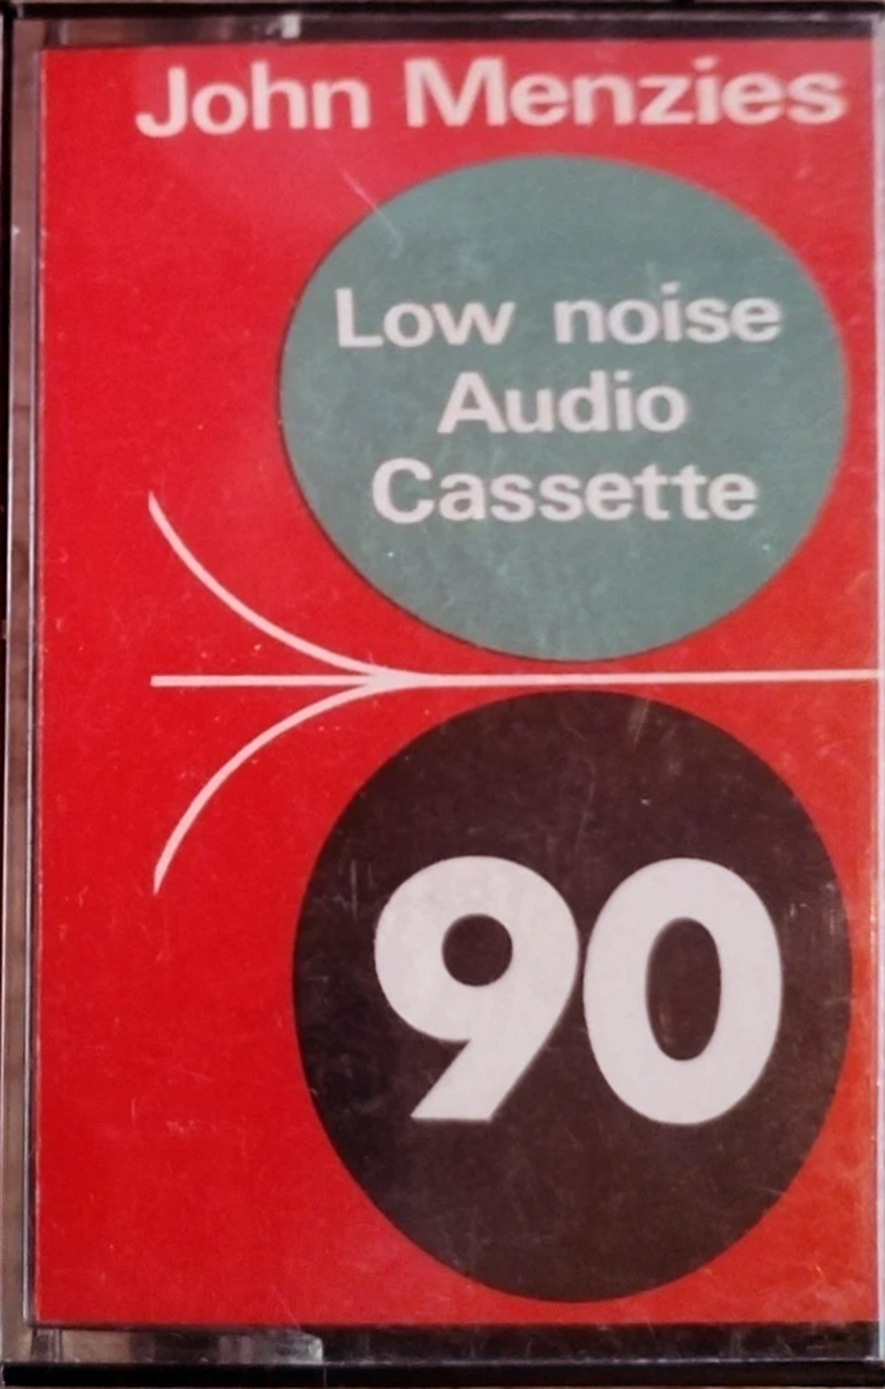 John Menzies
Low noise
Audio
Cassette
90